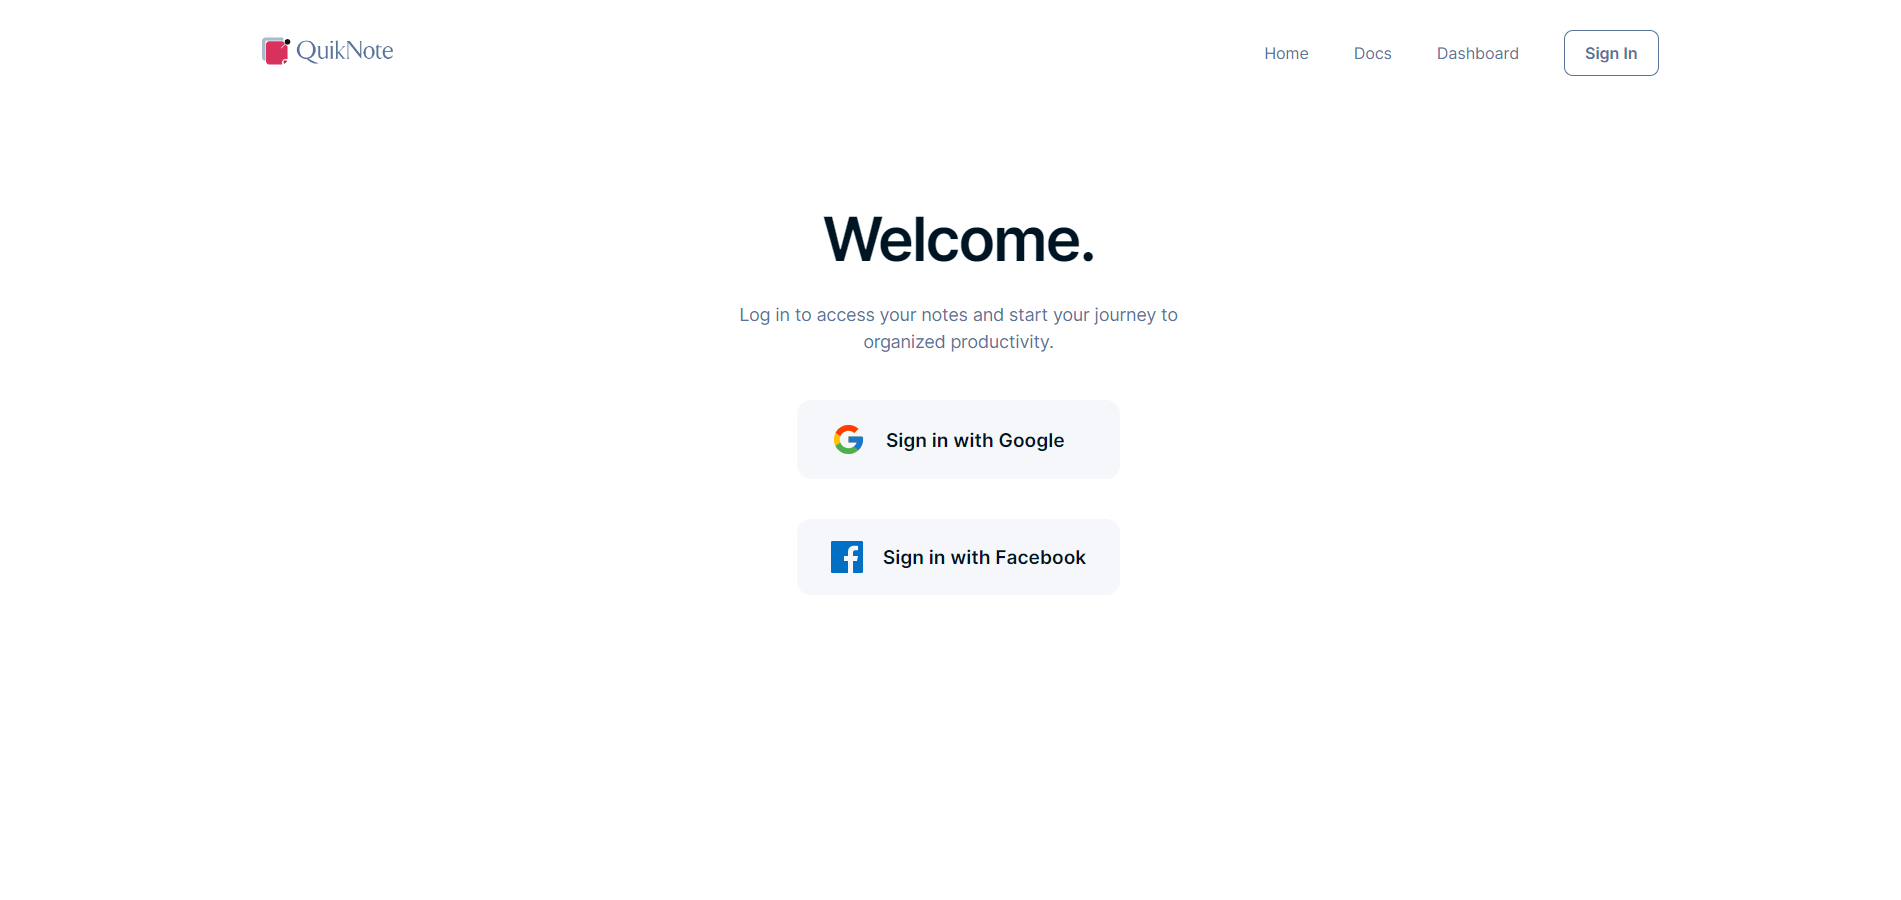 QuikNote
Home Docs Dashboard Sign In
Welcome.
Log in to access your notes and start your journey to
organized productivity.
Sign in with Google
Sign in with Facebook